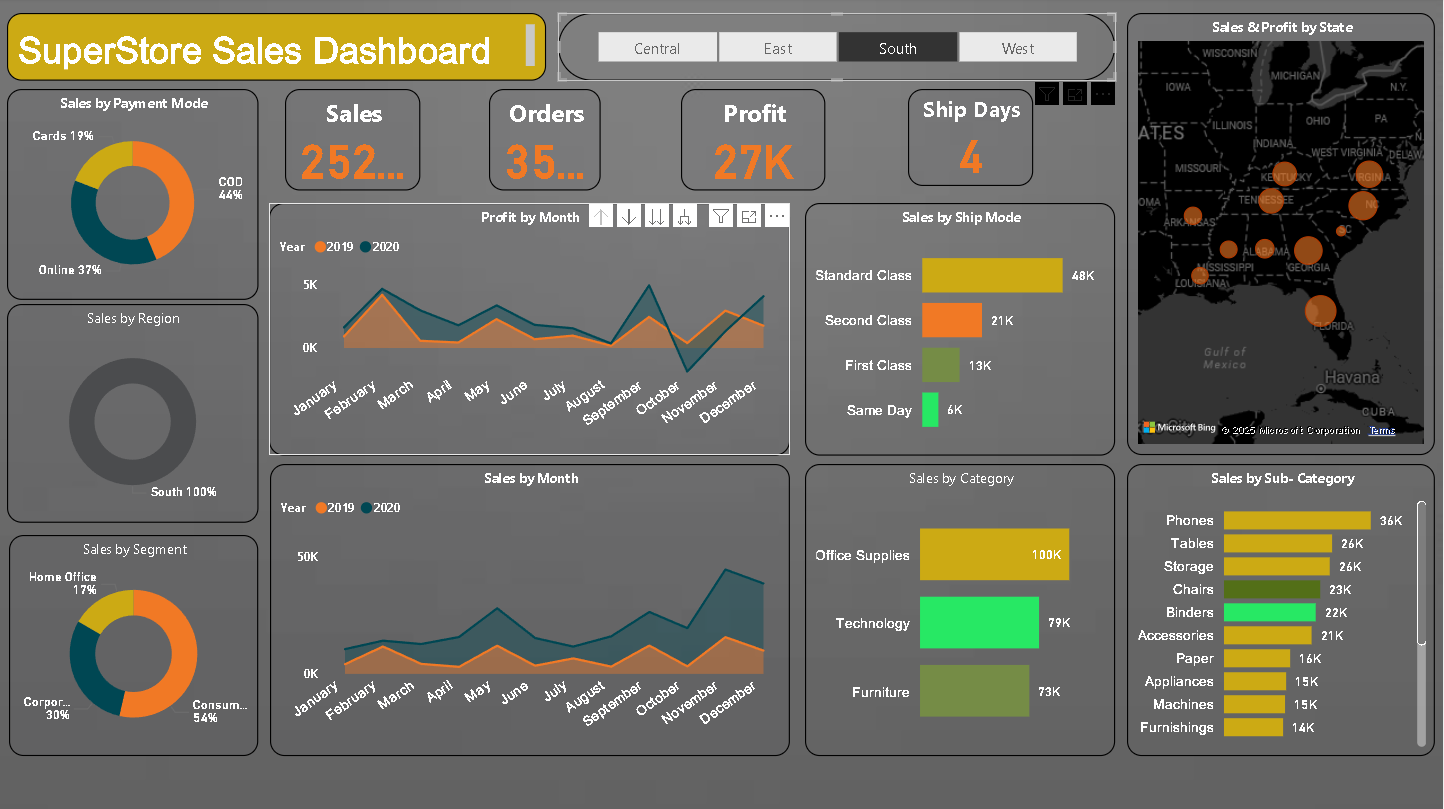 SuperStore Sales Dashboard
Central
East
South
West
Sales & Profit by State
WISCONSIN
MICHIGAN
IOWA
N.Y.
ATES
ILLINOIS
OHIO
PA
INDIANA
WEST VIRGINIA
DELAW
MISSOURI
KENTUCKY
VIRGINIA
OMA
TENNESSEE
NC
ARKANSAS
SC
ALABAMA
MISSISSIPPI
GEORGIA
LOUISIANA
FLORIDA
Gulf of
Mexico
Havana
CUBA
Microsoft Bing
© 2025 Microsoft Corporation
Terms
Sales by Payment Mode
Cards 19%
COD
44%
Online 37%
Sales
252...
Orders
35...
Profit
27K
Ship Days
4
Profit by Month
Year
2019
2020
5K
0K
January
February
March
April
May
June
July
August
September
October
November
December
Sales by Ship Mode
Standard Class
48K
Second Class
21K
First Class
13K
Same Day
6K
Sales by Region
South 100%
Sales by Segment
Home Office
17%
Corpor...
30%
Consum...
54%
Sales by Month
Year
2019
2020
50K
0K
January
February
March
April
May
June
July
August
September
October
November
December
Sales by Category
Office Supplies
100K
Technology
79K
Furniture
73K
Sales by Sub- Category
Phones
36K
Tables
26K
Storage
26K
Chairs
23K
Binders
22K
Accessories
21K
Paper
16K
Appliances
15K
Machines
15K
Furnishings
14K